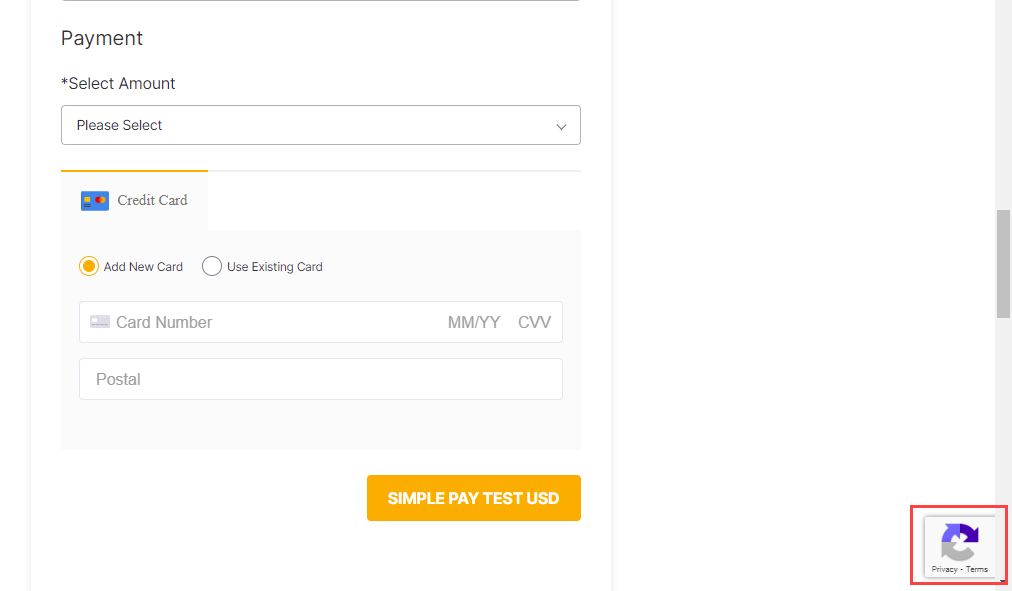 Payment
*Select Amount
Please Select
Credit Card
Add New Card Use Existing Card
Card Number MM/YY CVV
Postal
SIMPLE PAY TEST USD
Privacy - Terms